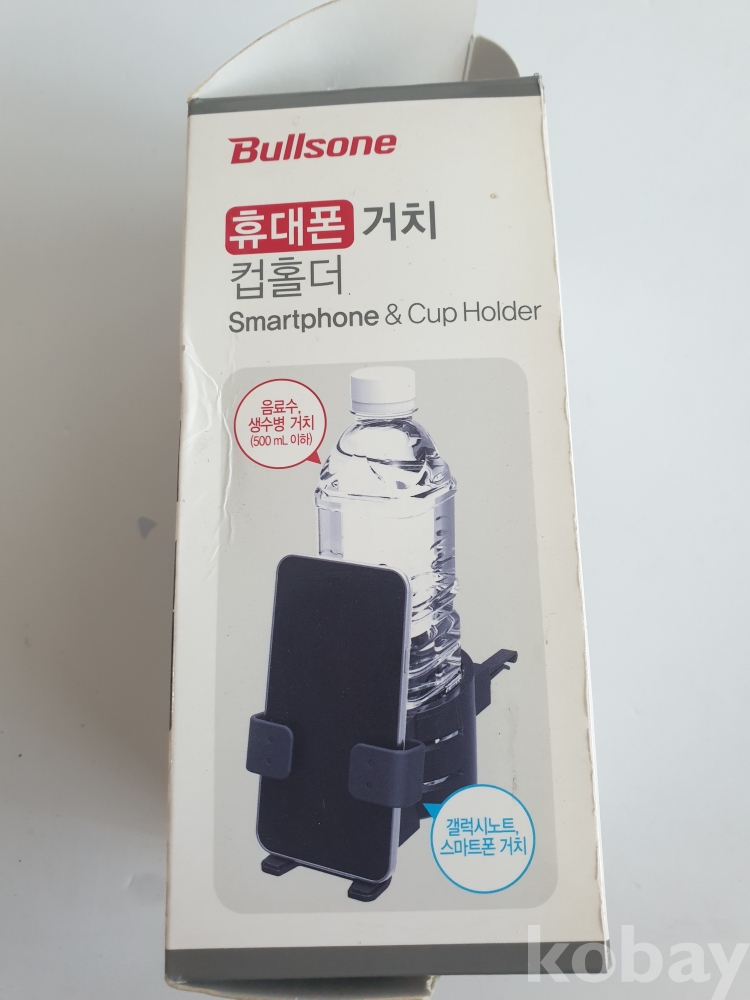 Bullsone
휴대폰 거치
컵홀더
Smartphone & Cup Holder
음료수,
생수병 거치
(500 mL 이하)
갤럭시노트,
스마트폰 거치
kobay